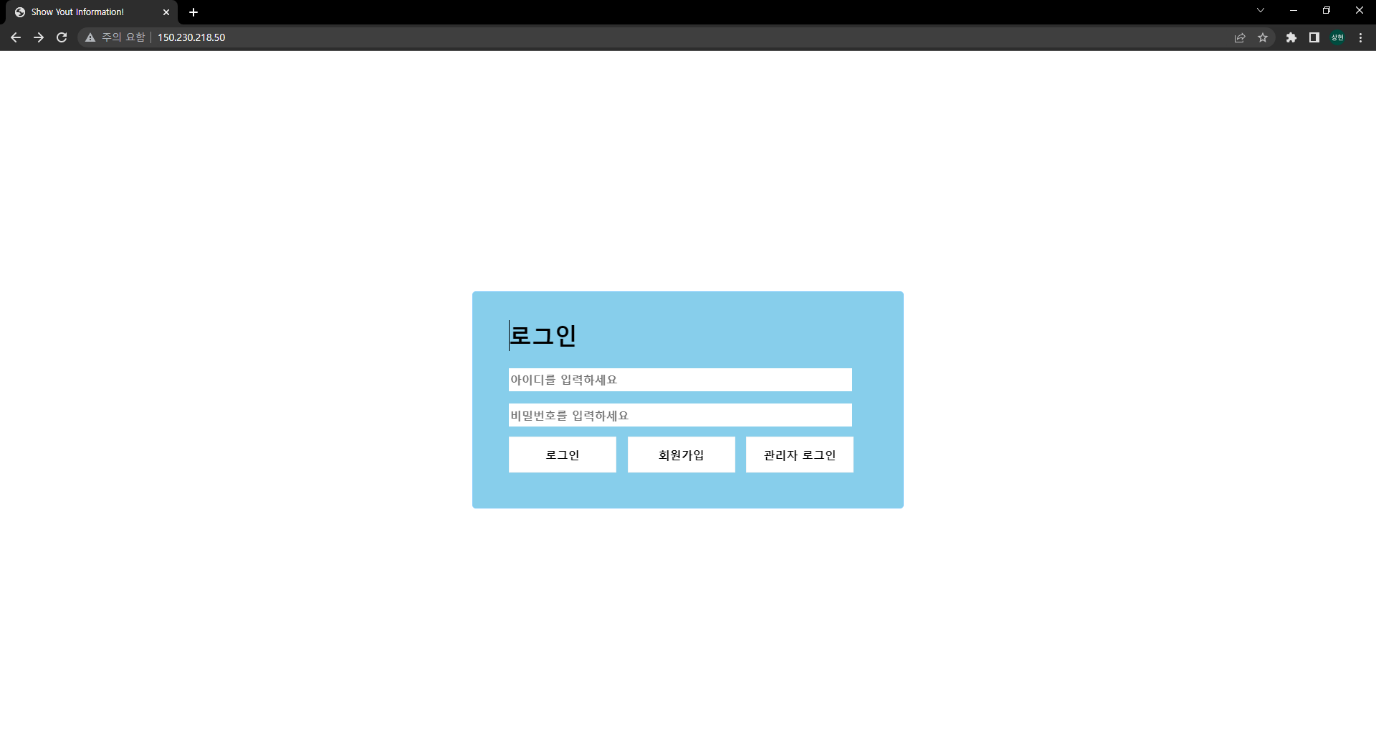 Show Yout Information!
주의 요함 150.230.218.50
상현
로그인
아이디를 입력하세요
비밀번호를 입력하세요
로그인 회원가입 관리자 로그인